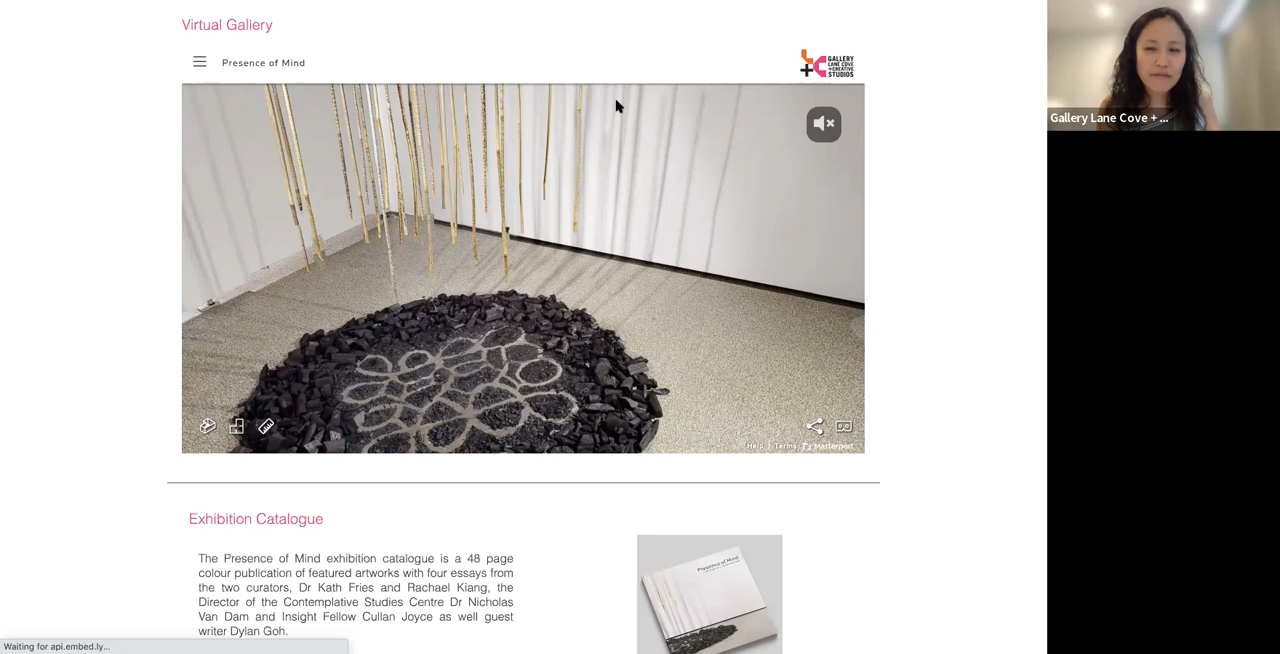 Virtual Gallery
Presence of Mind
GALLERY
LANE COVE
+CREATIVE
STUDIOS
Gallery Lane Cove + ...
Help | Terms
Matterport
Exhibition Catalogue
The Presence of Mind exhibition catalogue is a 48 page
colour publication of featured artworks with four essays from
the two curators, Dr Kath Fries and Rachael Kiang, the
Director of the Contemplative Studies Centre Dr Nicholas
Van Dam and Insight Fellow Cullan Joyce as well guest
writer Dylan Goh.
Presence of Mind
Waiting for api.embed.ly...